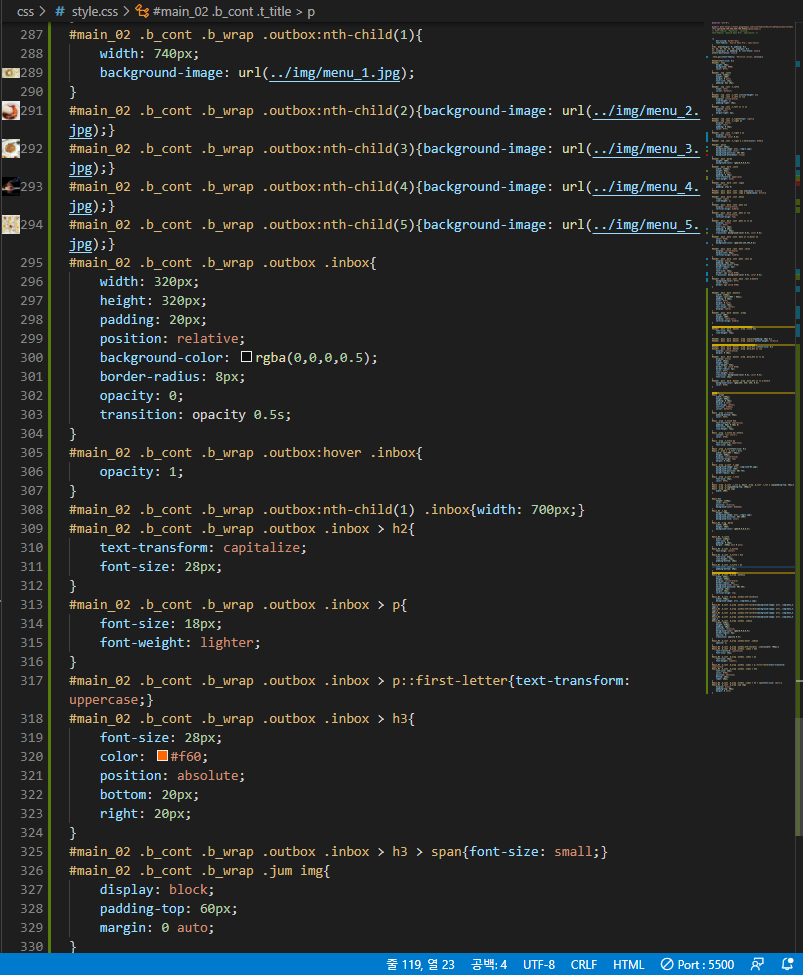 css > # style.css > #main_02 .b_cont .t_title > p
287 #main_02 .b_cont .b_wrap .outbox:nth-child(1){
288 width: 740px;
289 background-image: url(../img/menu_1.jpg);
290 }
291 #main_02 .b_cont .b_wrap .outbox:nth-child(2){background-image: url(../img/menu_2.
jpg);}
292 #main_02 .b_cont .b_wrap .outbox:nth-child(3){background-image: url(../img/menu_3.
jpg);}
293 #main_02 .b_cont .b_wrap .outbox:nth-child(4){background-image: url(../img/menu_4.
jpg);}
294 #main_02 .b_cont .b_wrap .outbox:nth-child(5){background-image: url(../img/menu_5.
jpg);}
295 #main_02 .b_cont .b_wrap .outbox .inbox{
296 width: 320px;
297 height: 320px;
298 padding: 20px;
299 position: relative;
300 background-color: rgba(0,0,0,0.5);
301 border-radius: 8px;
302 opacity: 0;
303 transition: opacity 0.5s;
304 }
305 #main_02 .b_cont .b_wrap .outbox:hover .inbox{
306 opacity: 1;
307 }
308 #main_02 .b_cont .b_wrap .outbox:nth-child(1) .inbox{width: 700px;}
309 #main_02 .b_cont .b_wrap .outbox .inbox > h2{
310 text-transform: capitalize;
311 font-size: 28px;
312 }
313 #main_02 .b_cont .b_wrap .outbox .inbox > p{
314 font-size: 18px;
315 font-weight: lighter;
316 }
317 #main_02 .b_cont .b_wrap .outbox .inbox > p::first-letter{text-transform:
uppercase;}
318 #main_02 .b_cont .b_wrap .outbox .inbox > h3{
319 font-size: 28px;
320 color: #f60;
321 position: absolute;
322 bottom: 20px;
323 right: 20px;
324 }
325 #main_02 .b_cont .b_wrap .outbox .inbox > h3 > span{font-size: small;}
326 #main_02 .b_cont .b_wrap .jum img{
327 display: block;
328 padding-top: 60px;
329 margin: 0 auto;
330 }
줄 119, 열 23 공백: 4 UTF-8 CRLF HTML Port : 5500